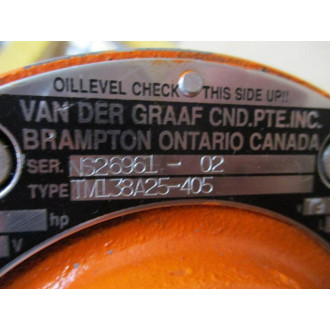 OILLEVEL CHECK THIS SIDE UP!!
VAN DER GRAAF CND.PTE.INC.
BRAMPTON ONTARIO CANADA
SER. NS26961 - 02
TYPE TM138A25-405
hp
V